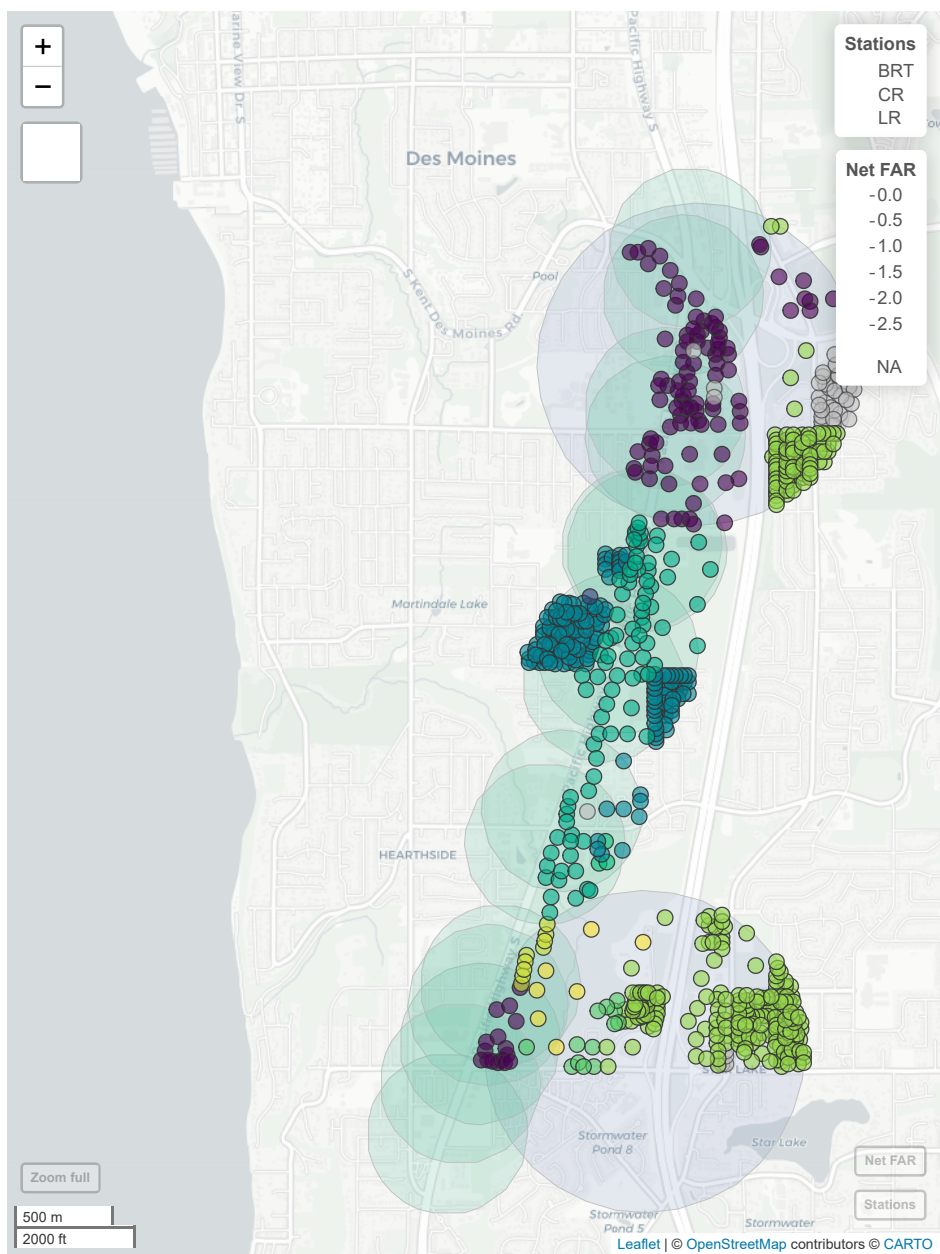 +
−
Marine View Dr. S
Pacific Highway S
Stations
BRT
CR
LR
Des Moines
Net FAR
-0.0
-0.5
-1.0
-1.5
-2.0
-2.5
NA
Pool
S Kent Des Moines Rd
Martindale Lake
HEARTHSIDE
Highway S
LAKE
Stormwater
Pond 8
Star Lake
Zoom full
Net FAR
Stations
500 m
2000 ft
Stormwater
Pond 5
Stormwater
Leaflet | © OpenStreetMap contributors © CARTO